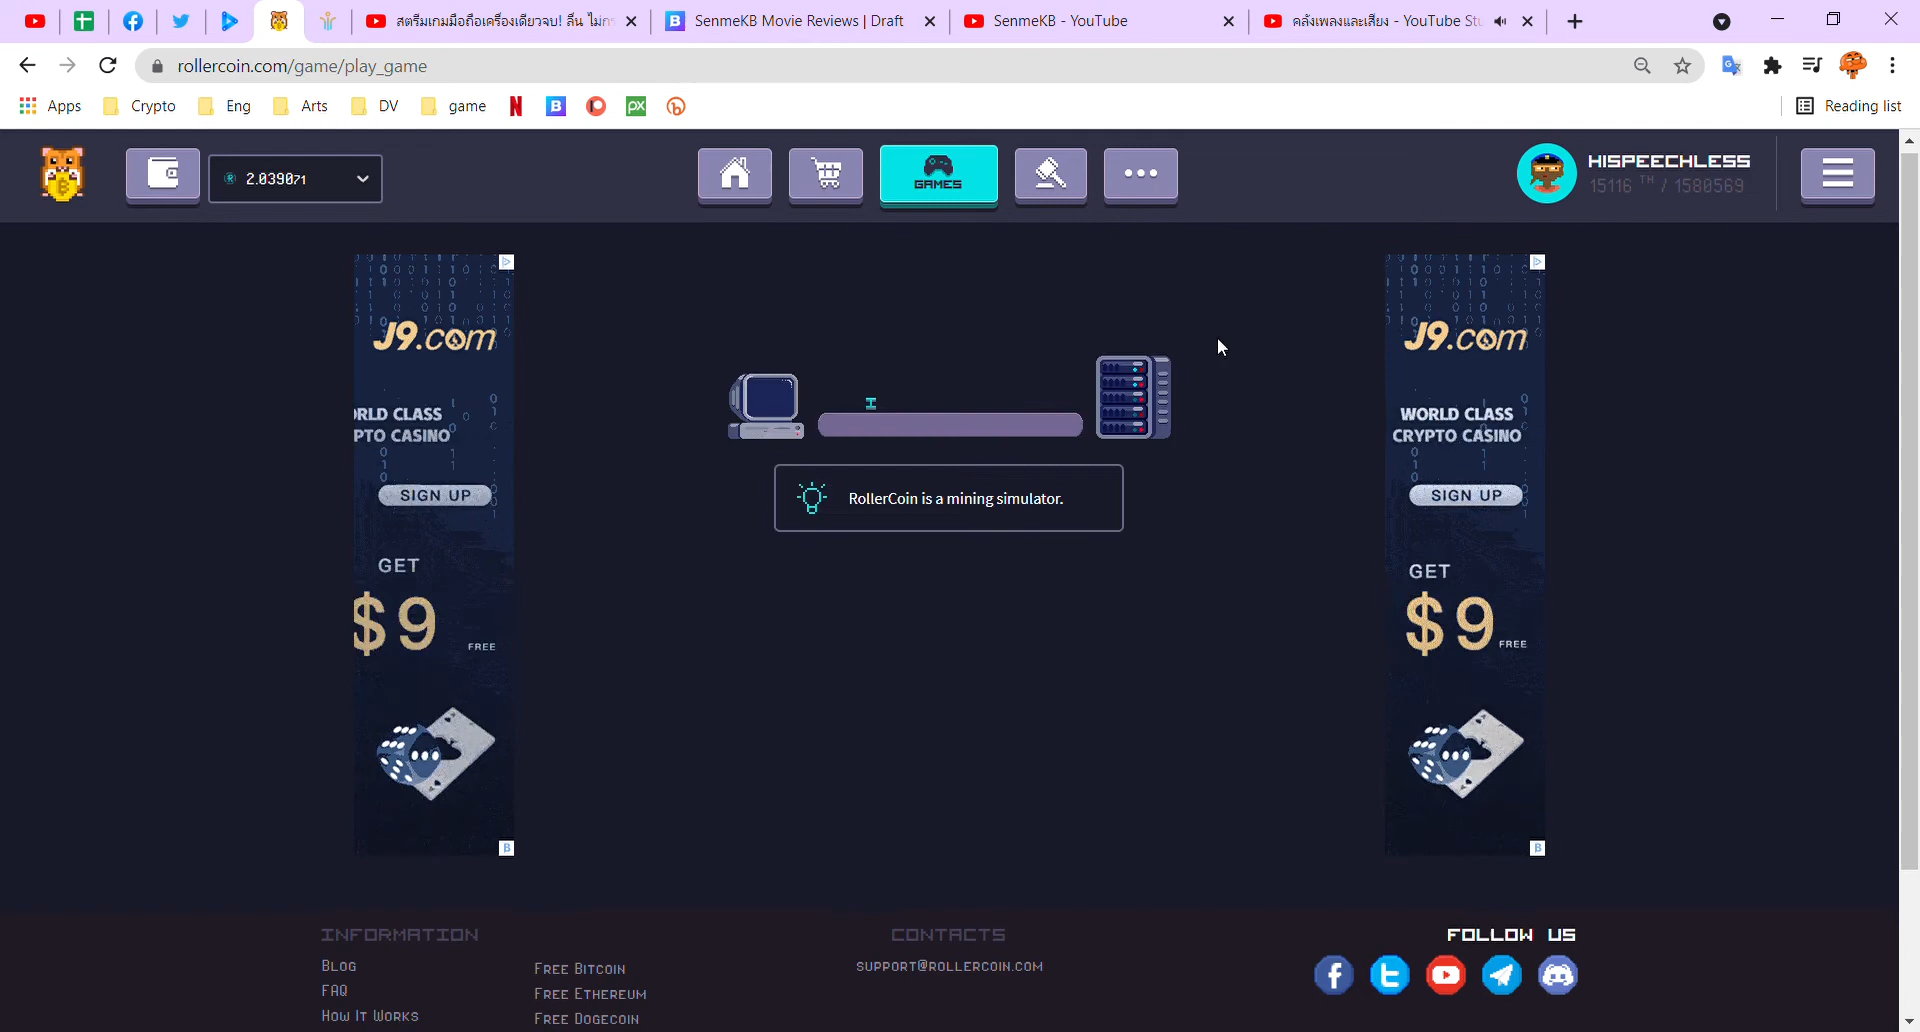 สตรีมเกมมือถือเครื่องเดียวจบ! ลื่น ไม่กร
SenmeKB Movie Reviews | Draft
SenmeKB - YouTube
คลังเพลงและเสียง - YouTube Stu
rollercoin.com/game/play_game
Apps
Crypto
Eng
Arts
DV
game
Reading list
2.039071
GAMES
HISPEECHLESS
15116 TH / 1580569
J9.com
RLD CLASS
PTO CASINO
SIGN UP
GET
$9
FREE
RollerCoin is a mining simulator.
J9.com
WORLD CLASS
CRYPTO CASINO
SIGN UP
GET
$9
FREE
INFORMATION
Blog
FAQ
How It Works
Free Bitcoin
Free Ethereum
Free Dogecoin
CONTACTS
support@rollercoin.com
FOLLOW US